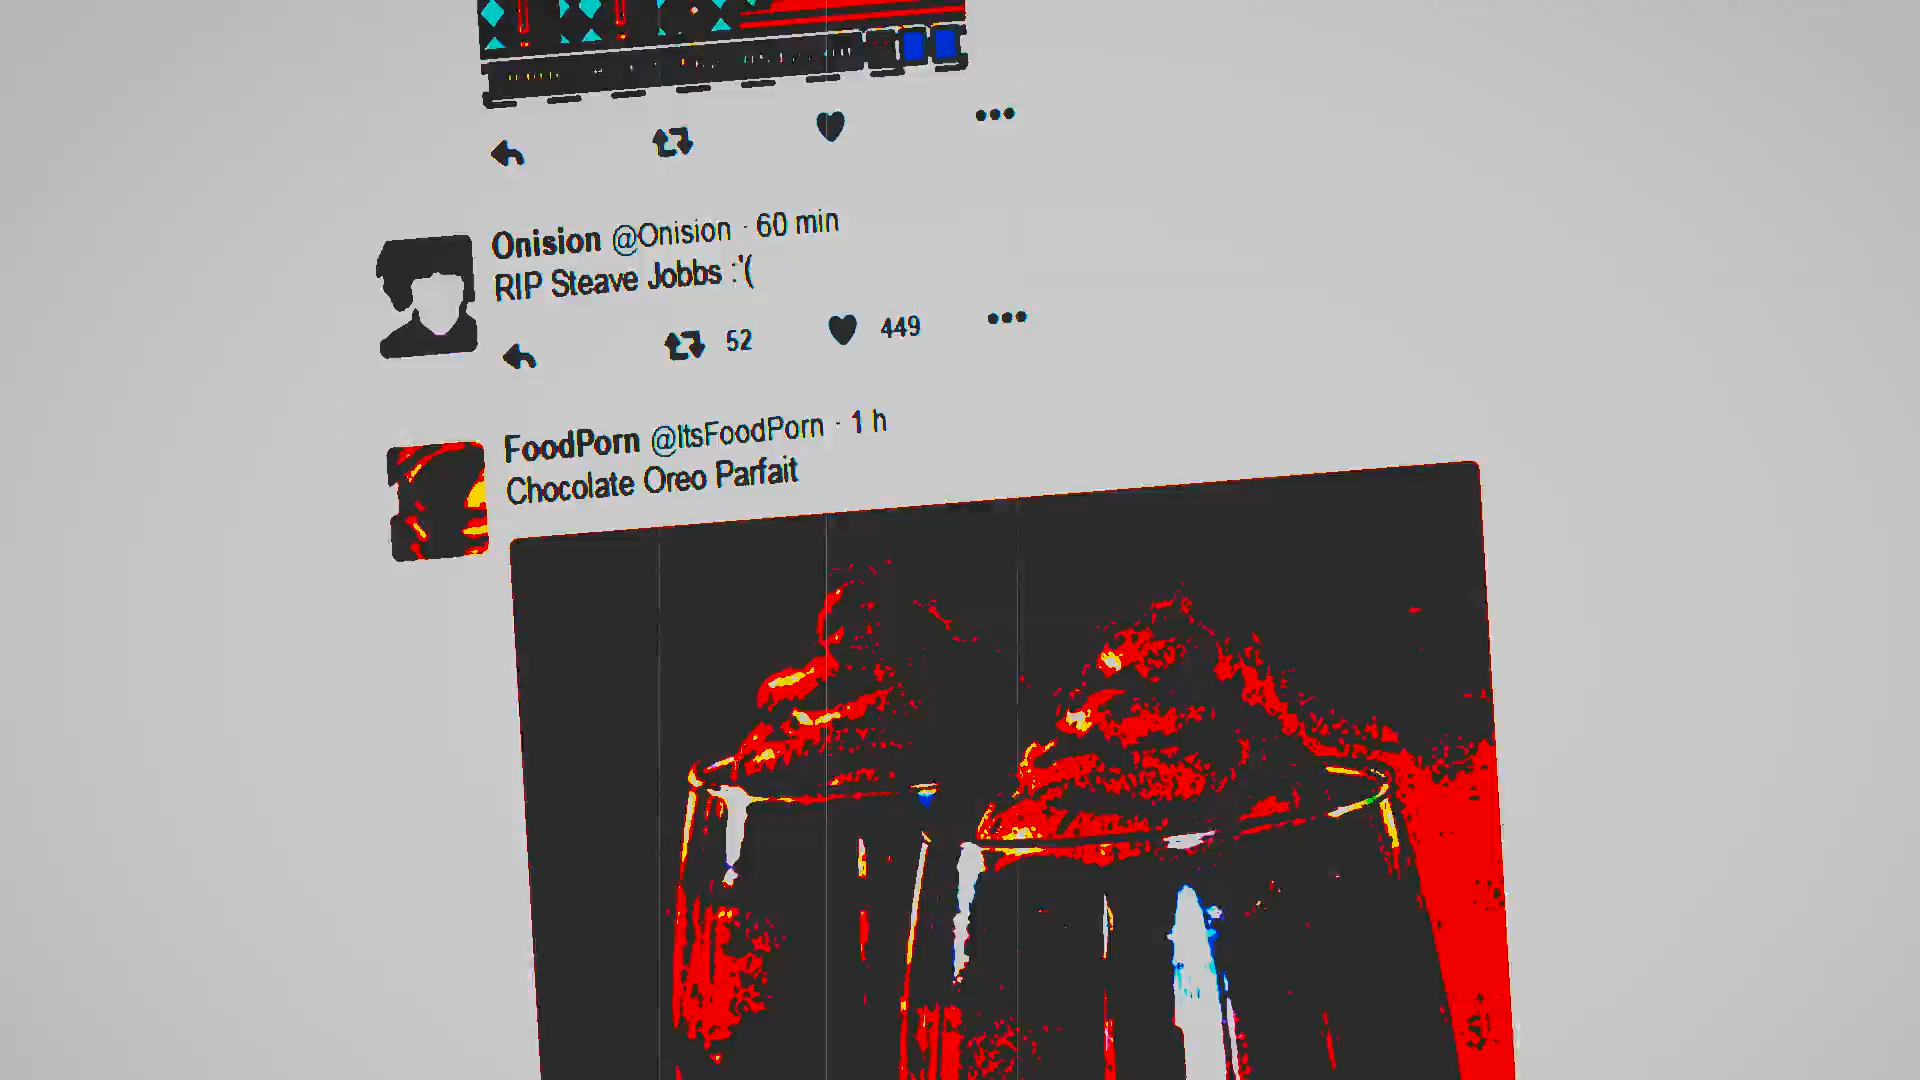 Onision @Onision · 60 min
RIP Steave Jobbs :'(
52 449
FoodPorn @ItsFoodPorn · 1 h
Chocolate Oreo Parfait